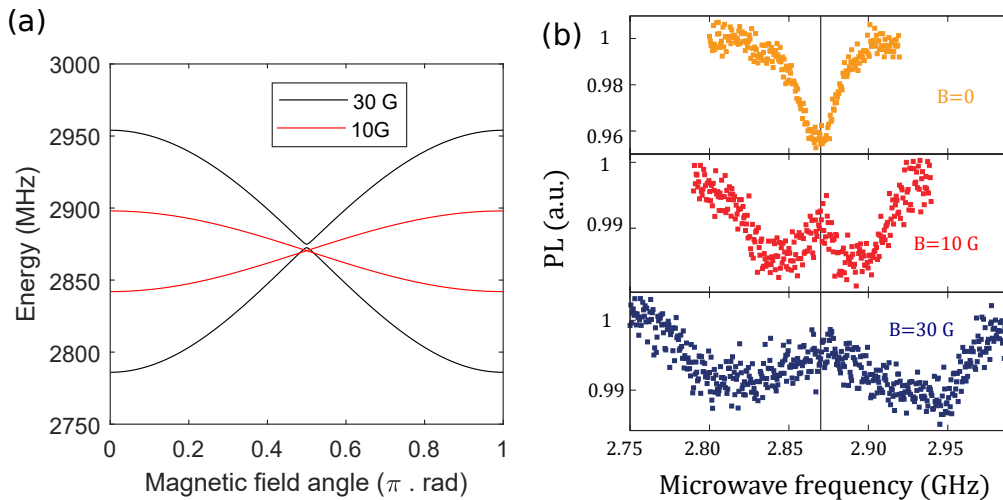 (a)
3000
2950
2900
2850
2800
2750
Energy (MHz)
30 G
10G
0
0.2
0.4
0.6
0.8
1
Magnetic field angle (π . rad)
(b)
1
0.98
0.96
B=0
1
0.99
B=10 G
1
0.99
B=30 G
PL (a.u.)
2.75
2.80
2.85
2.90
2.95
Microwave frequency (GHz)